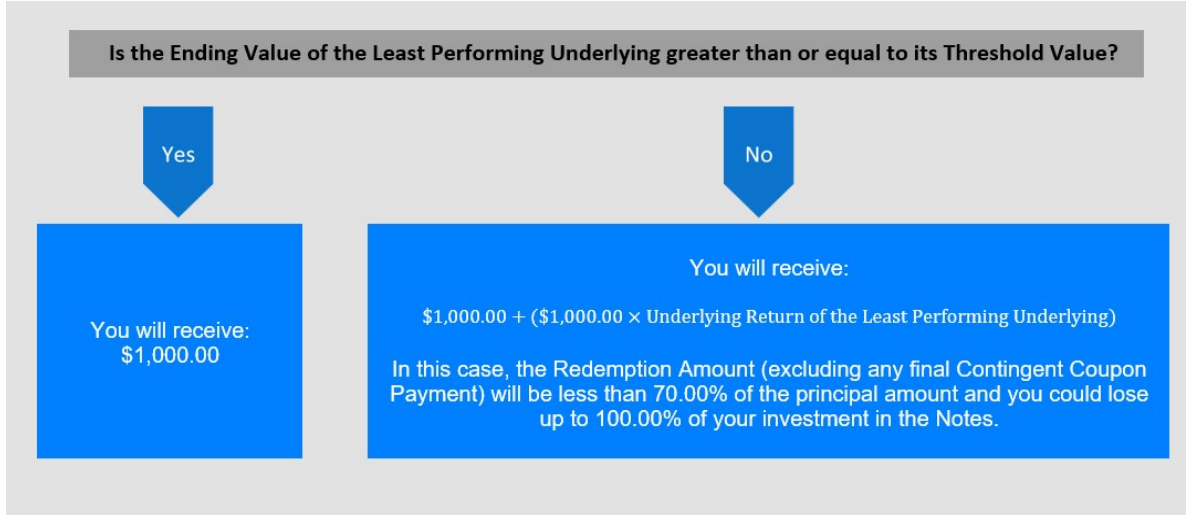 Is the Ending Value of the Least Performing Underlying greater than or equal to its Threshold Value?
Yes
No
You will receive:
$1,000.00
You will receive:
$1,000.00 + ($1,000.00 × Underlying Return of the Least Performing Underlying)
In this case, the Redemption Amount (excluding any final Contingent Coupon
Payment) will be less than 70.00% of the principal amount and you could lose
up to 100.00% of your investment in the Notes.